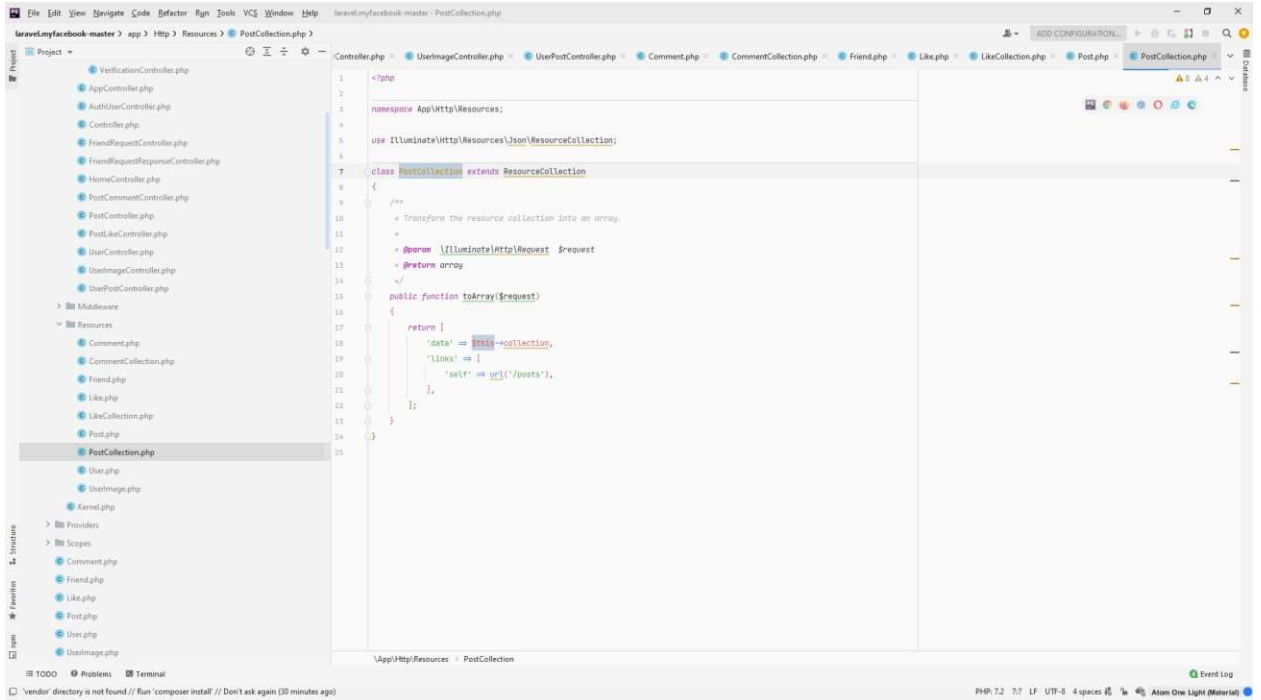 File Edit View Navigate Code Refactor Run Tools VCS Window Help laravel.myfacebook-master - PostCollection.php
laravel.myfacebook-master > app > Http > Resources > PostCollection.php >
ADD CONFIGURATION...
Project
Project
Controller.php
UserImageController.php
UserPostController.php
Comment.php
CommentCollection.php
Friend.php
Like.php
LikeCollection.php
Post.php
PostCollection.php
Database
VerificationController.php
AppController.php
AuthUserController.php
Controller.php
FriendRequestController.php
FriendRequestResponseController.php
HomeController.php
PostCommentController.php
PostController.php
PostLikeController.php
UserController.php
UserImageController.php
UserPostController.php
Middleware
Resources
Comment.php
CommentCollection.php
Friend.php
Like.php
LikeCollection.php
Post.php
PostCollection.php
User.php
UserImage.php
Kernel.php
Providers
Scopes
Comment.php
Friend.php
Like.php
Post.php
User.php
UserImage.php
Structure
Favorites
npm
1 <?php
2
3 namespace App\Http\Resources;
4
5 use Illuminate\Http\Resources\Json\ResourceCollection;
6
7 class PostCollection extends ResourceCollection
8 {
9 /**
10 * Transform the resource collection into an array.
11 *
12 * @param \Illuminate\Http\Request $request
13 * @return array
14 */
15 public function toArray($request)
16 {
17 return [
18 'data' => $this->collection,
19 'links' => [
20 'self' => url('/posts'),
21 ],
22 ];
23 }
24 }
25
\App\Http\Resources > PostCollection
TODO Problems Terminal
Event Log
'vendor' directory is not found // Run 'composer install' // Don't ask again (30 minutes ago)
PHP: 7.2 7:7 LF UTF-8 4 spaces Atom One Light (Material)